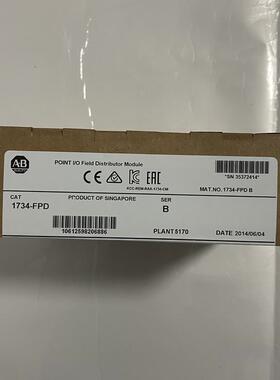 AB
POINT I/O Field Distributor Module
CE EAC
KCC-REM-RAA-1734-CM
"SN 35372414"
MAT.NO. 1734-FPD B
CAT
1734-FPD
PRODUCT OF SINGAPORE
SER
B
10612598206886
PLANT 5170
DATE 2014/06/04